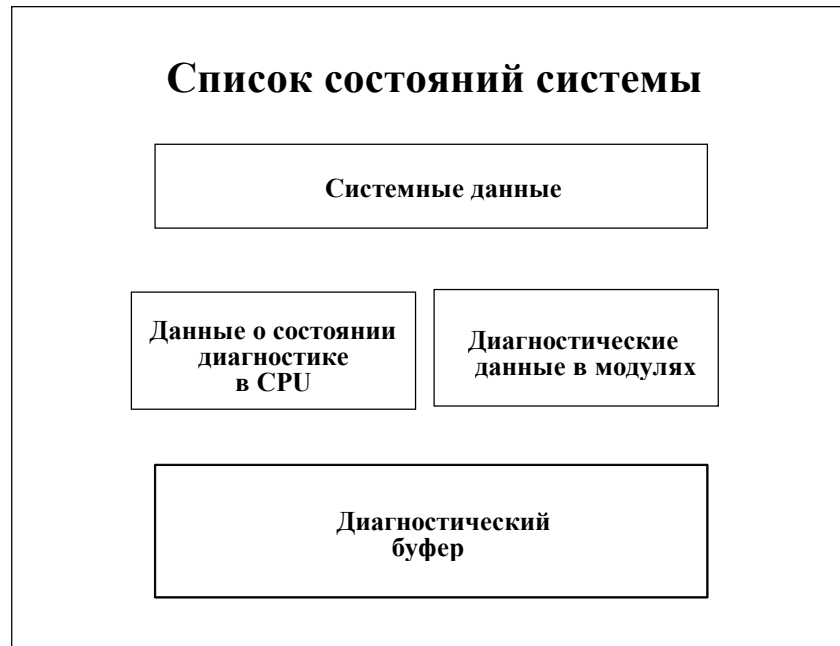 Список состояний системы
Системные данные
Данные о состоянии
диагностике
в CPU
Диагностические
данные в модулях
Диагностический
буфер